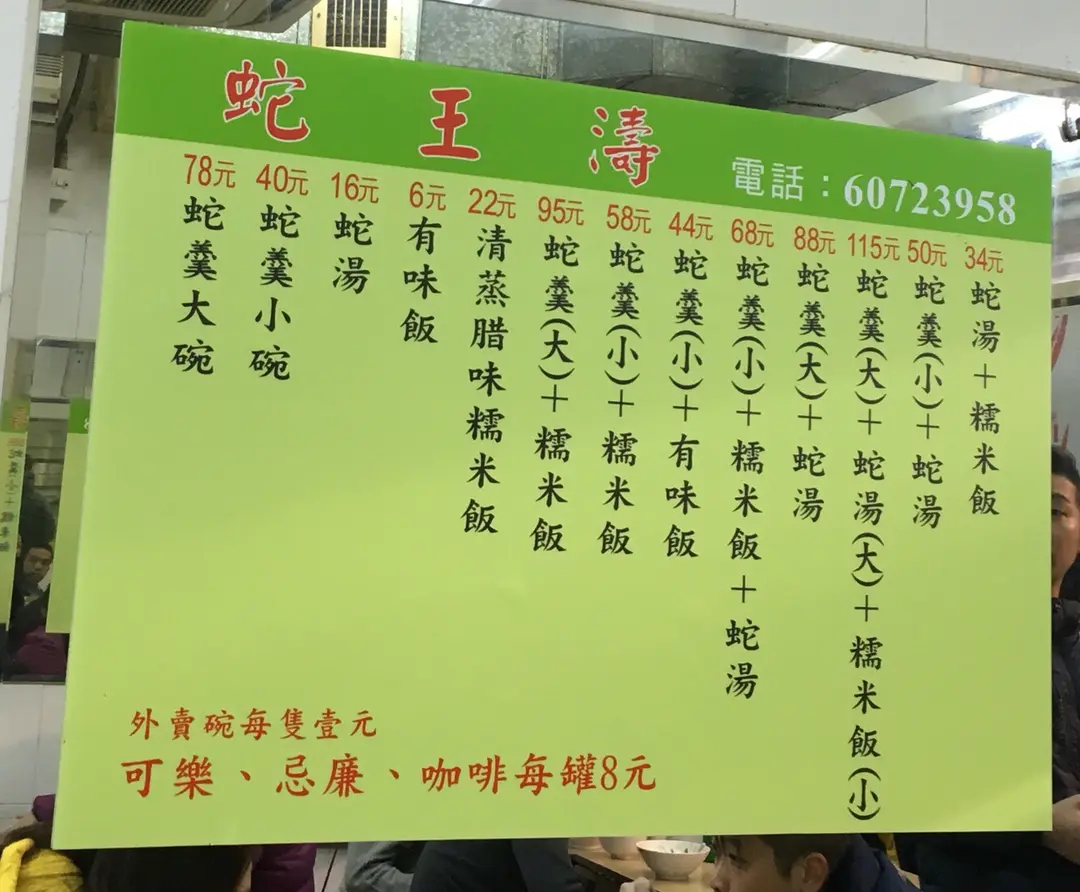 蛇王濤
電話：60723958
78元
蛇羹大碗
40元
蛇羹小碗
16元
蛇湯
6元
有味飯
22元
清蒸腊味糯米飯
95元
蛇羹(大)＋糯米飯
58元
蛇羹(小)＋糯米飯
44元
蛇羹(小)＋有味飯
68元
蛇羹(小)＋糯米飯＋蛇湯
88元
蛇羹(大)＋蛇湯
115元
蛇羹(大)＋蛇湯(大)＋糯米飯(小)
50元
蛇羹(小)＋蛇湯
34元
蛇湯＋糯米飯
外賣碗每隻壹元
可樂、忌廉、咖啡每罐8元